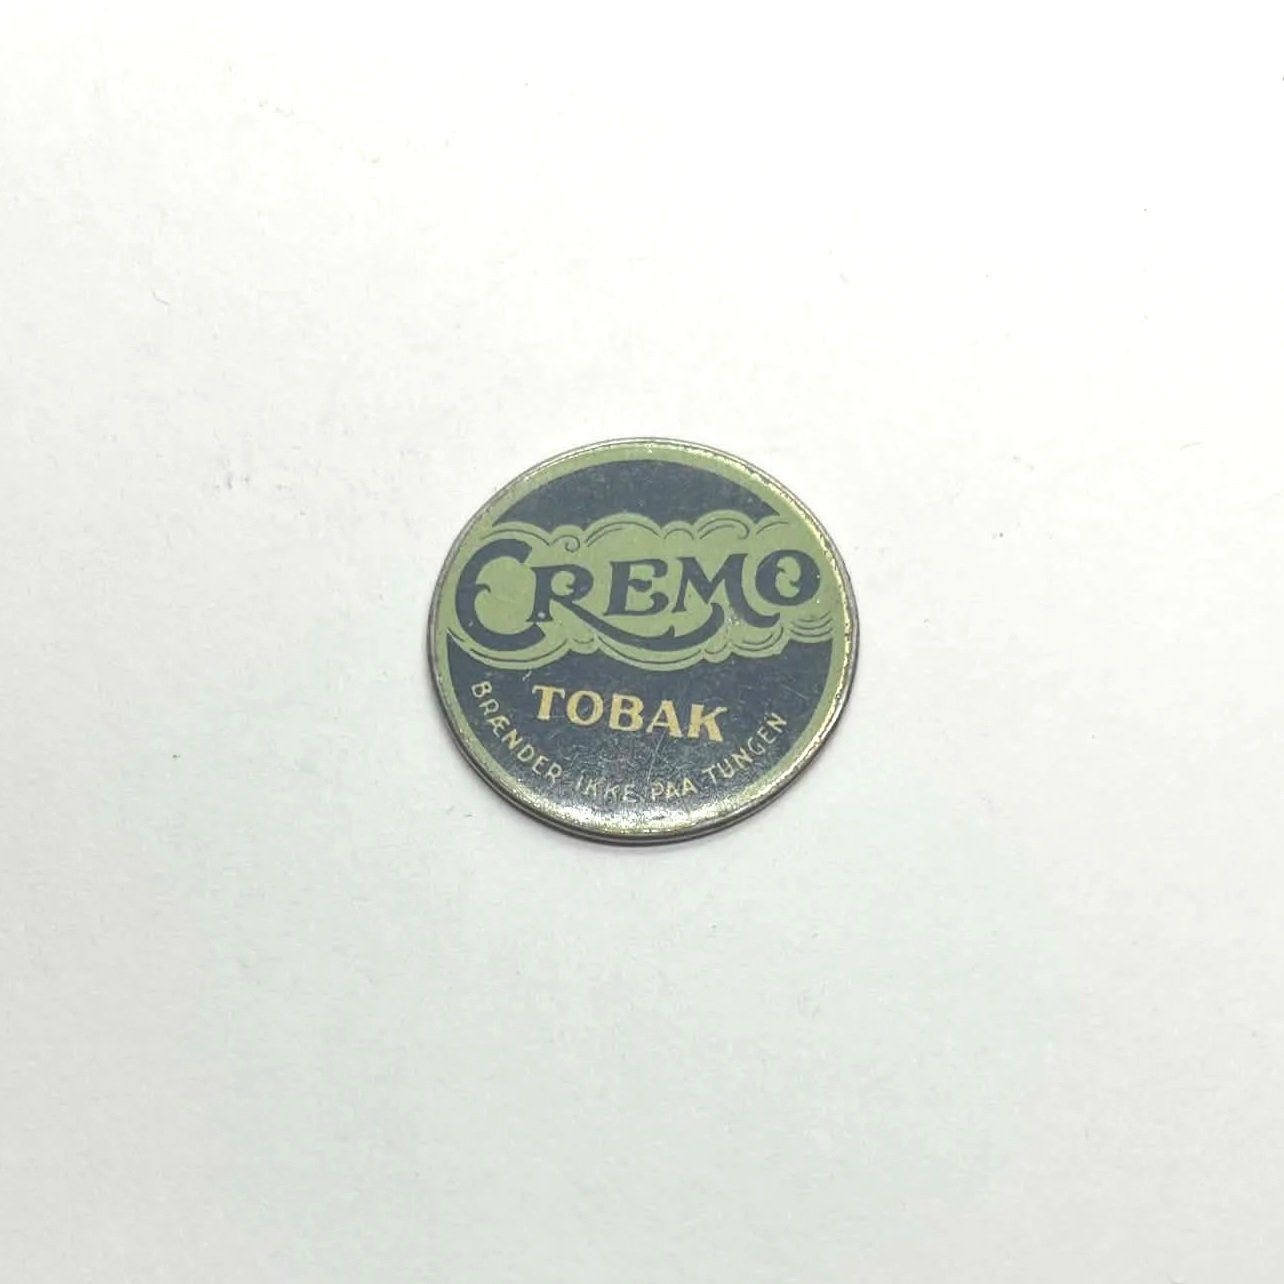 CREMO
TOBAK
BRÆNDER IKKE PAA TUNGEN